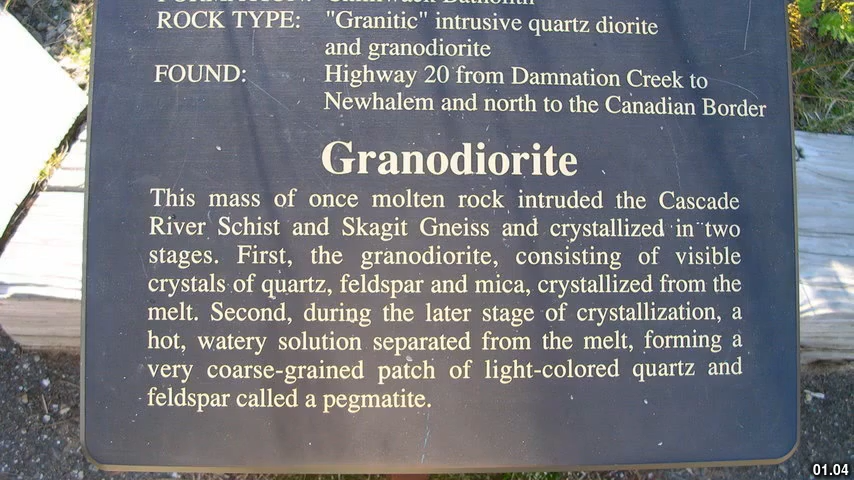 "Granitic" intrusive quartz diorite
ROCK TYPE:
and granodiorite
FOUND:
Highway 20 from Damnation Creek to
Newhalem and north to the Canadian Border
Granodiorite
This mass of once molten rock intruded the Cascade
River Schist and Skagit Gneiss and crystallized in two
stages. First, the granodiorite, consisting of visible
crystals of quartz, feldspar and mica, crystallized from the
melt. Second, during the later stage of crystallization, a
hot, watery solution separated from the melt, forming a
very coarse-grained patch of light-colored quartz and
feldspar called a pegmatite.
01.04